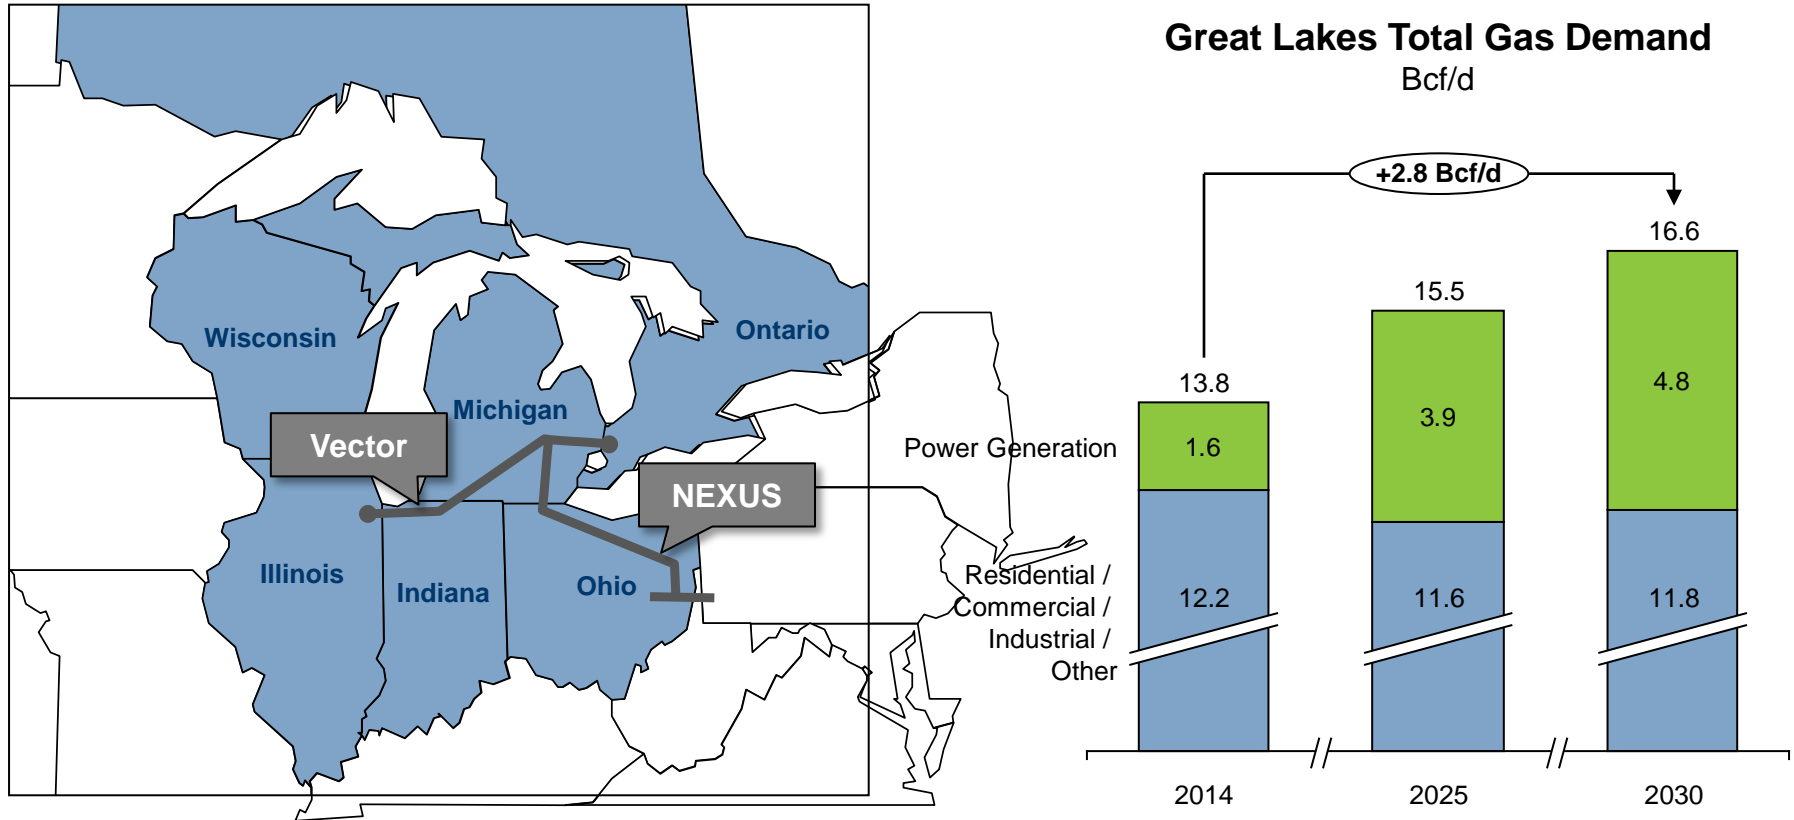 Great Lakes Total Gas Demand
Bcf/d
+2.8 Bcf/d
16.6
15.5
13.8
4.8
3.9
1.6
Power Generation
Residential /
Commercial /
Industrial /
Other
12.2
11.6
11.8
2014
2025
2030
Wisconsin
Ontario
Michigan
Vector
NEXUS
Illinois
Indiana
Ohio